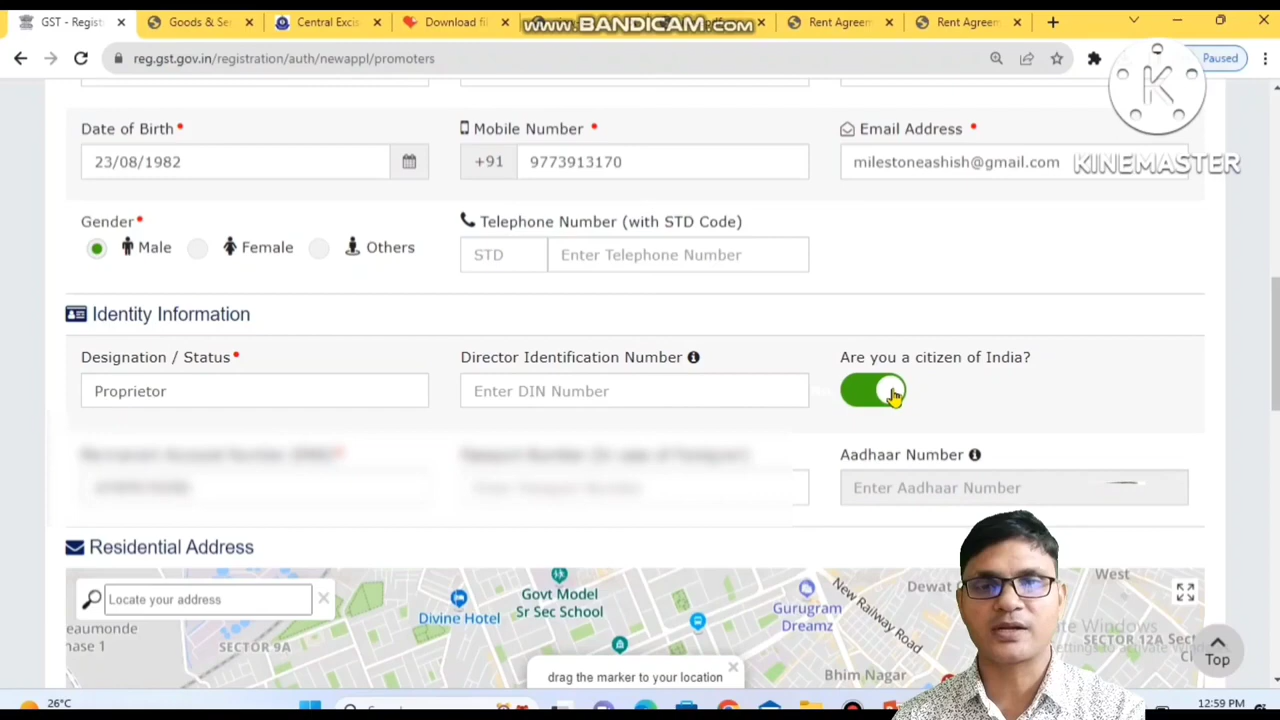 GST - Regist
Goods & Se
Central Excis
Download fi
Rent Agreem
Rent Agreem
www.BANDICAM.com
reg.gst.gov.in/registration/auth/newappl/promoters
Paused
K
KINEMASTER
Date of Birth*
Mobile Number *
Email Address *
23/08/1982
+91
9773913170
milestoneashish@gmail.com
Gender*
Telephone Number (with STD Code)
Male
Female
Others
STD
Enter Telephone Number
Identity Information
Designation / Status*
Director Identification Number
Are you a citizen of India?
Proprietor
Enter DIN Number
Aadhaar Number
Enter Aadhaar Number
Residential Address
Locate your address
Divine Hotel
Govt Model
Sr Sec School
Gurugram
Dreamz
New Railway Road
Dewat
West
eaumonde
hase 1
SECTOR 9A
SECTOR 12A
Bhim Nagar
drag the marker to your location
Top
26°C
12:59 PM